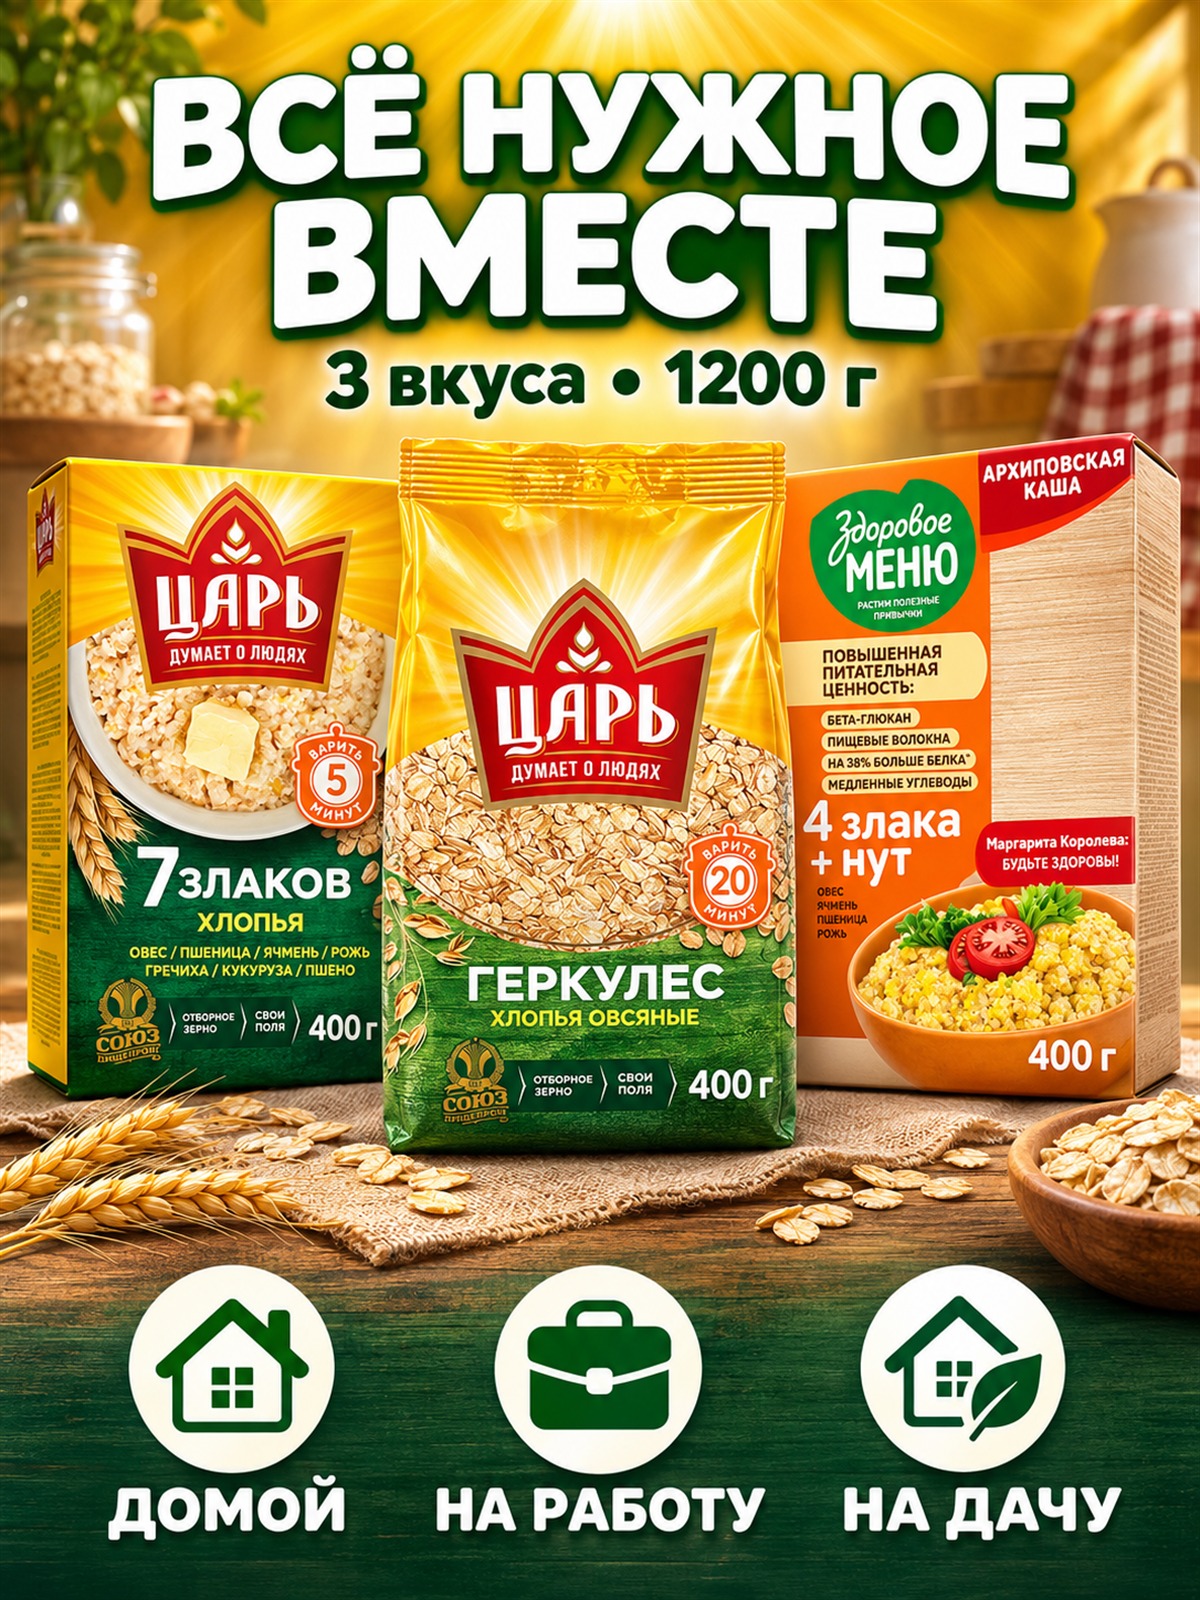 ВСЁ НУЖНОЕ
ВМЕСТЕ
3 вкуса • 1200 г
ЦАРЬ
ДУМАЕТ О ЛЮДЯХ
ВАРИТЬ
5
МИНУТ
7 ЗЛАКОВ
ХЛОПЬЯ
ОВЕС / ПШЕНИЦА / ЯЧМЕНЬ / РОЖЬ
ГРЕЧИХА / КУКУРУЗА / ПШЕНО
СОЮЗ
ПИЩЕПРОМ
ОТБОРНОЕ
ЗЕРНО
СВОИ
ПОЛЯ
400 г
ЦАРЬ
ДУМАЕТ О ЛЮДЯХ
ВАРИТЬ
20
МИНУТ
ГЕРКУЛЕС
ХЛОПЬЯ ОВСЯНЫЕ
СОЮЗ
ПИЩЕПРОМ
ОТБОРНОЕ
ЗЕРНО
СВОИ
ПОЛЯ
400 г
АРХИПОВСКАЯ
КАША
Здоровое
МЕНЮ
РАСТИМ ПОЛЕЗНЫЕ
ПРИВЫЧКИ
ПОВЫШЕННАЯ
ПИТАТЕЛЬНАЯ
ЦЕННОСТЬ:
БЕТА-ГЛЮКАН
ПИЩЕВЫЕ ВОЛОКНА
НА 38% БОЛЬШЕ БЕЛКА*
МЕДЛЕННЫЕ УГЛЕВОДЫ
4 злака
+ нут
ОВЕС
ЯЧМЕНЬ
ПШЕНИЦА
РОЖЬ
Маргарита Королева:
БУДЬТЕ ЗДОРОВЫ!
400 г
ДОМОЙ
НА РАБОТУ
НА ДАЧУ